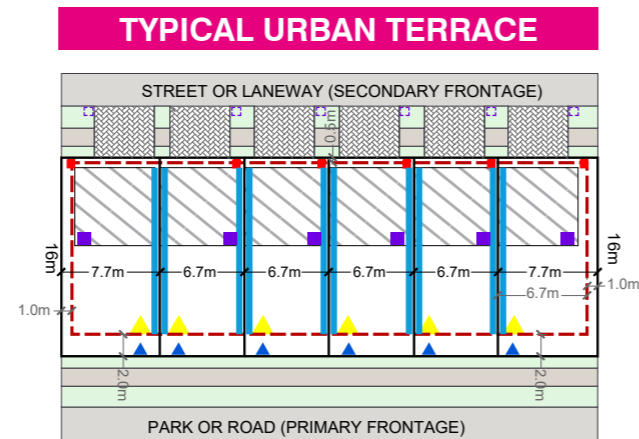 TYPICAL URBAN TERRACE
STREET OR LANEWAY (SECONDARY FRONTAGE)
0.5m
16m
7.7m
6.7m
6.7m
6.7m
6.7m
7.7m
16m
1.0m
6.7m
1.0m
2.0m
2.0m
PARK OR ROAD (PRIMARY FRONTAGE)